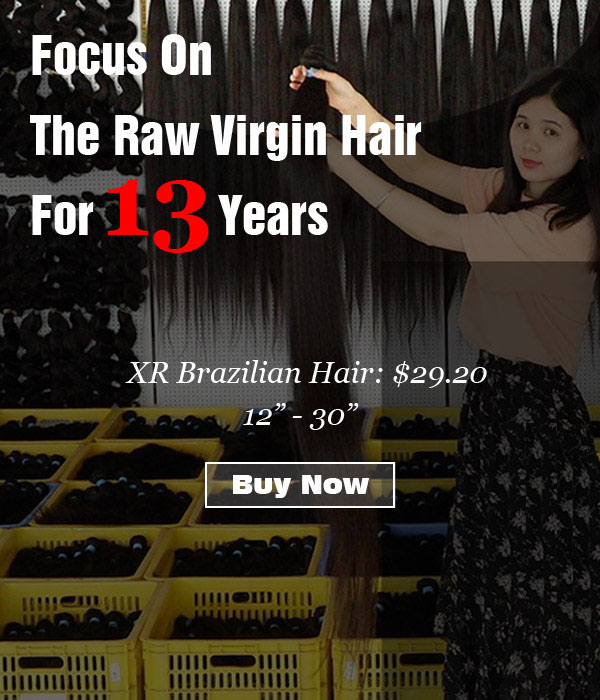 Focus On
The Raw Virgin Hair
For 13 Years
XR Brazilian Hair: $29.20
12” - 30”
Buy Now